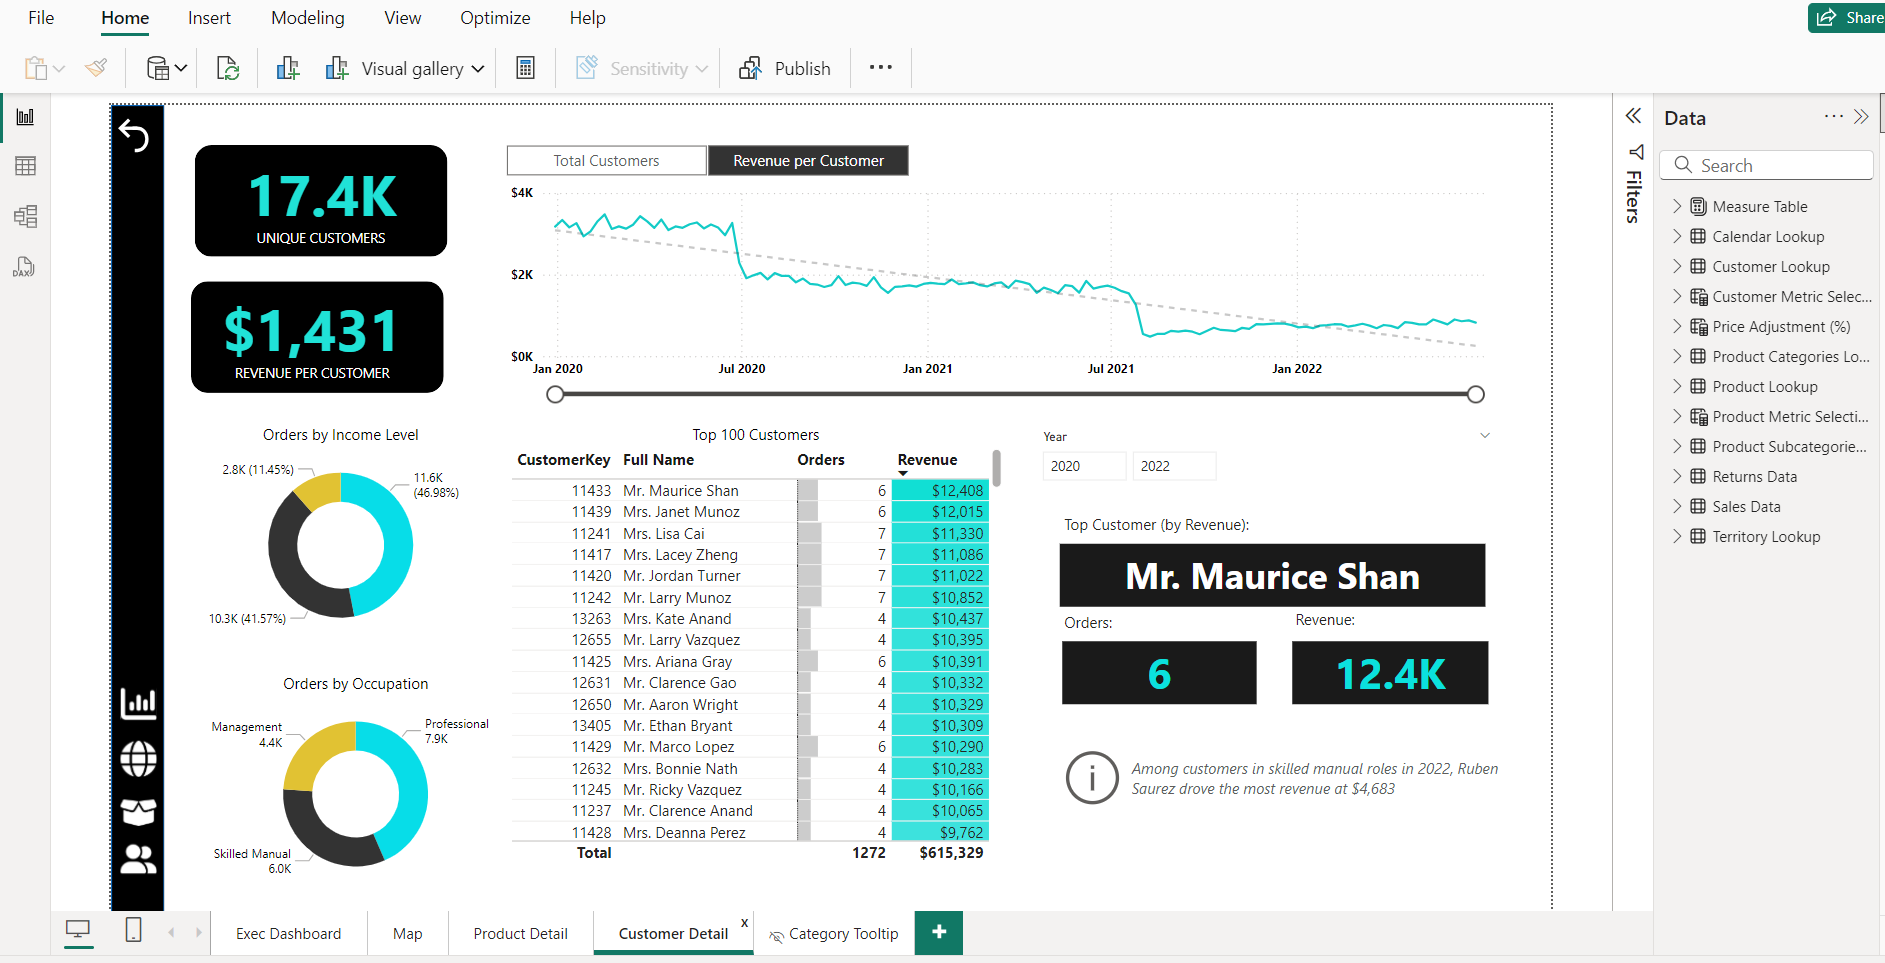 File Home Insert Modeling View Optimize Help
Share
Visual gallery Sensitivity Publish
17.4K
UNIQUE CUSTOMERS
$1,431
REVENUE PER CUSTOMER
Total Customers Revenue per Customer
$4K
$2K
$0K
Jan 2020 Jul 2020 Jan 2021 Jul 2021 Jan 2022
Orders by Income Level
2.8K (11.45%)
11.6K
(46.98%)
10.3K (41.57%)
Orders by Occupation
Management
4.4K
Professional
7.9K
Skilled Manual
6.0K
Top 100 Customers
CustomerKey Full Name Orders Revenue
11433 Mr. Maurice Shan 6 $12,408
11439 Mrs. Janet Munoz 6 $12,015
11241 Mrs. Lisa Cai 7 $11,330
11417 Mrs. Lacey Zheng 7 $11,086
11420 Mr. Jordan Turner 7 $11,022
11242 Mr. Larry Munoz 7 $10,852
13263 Mrs. Kate Anand 4 $10,437
12655 Mr. Larry Vazquez 4 $10,395
11425 Mrs. Ariana Gray 6 $10,391
12631 Mr. Clarence Gao 4 $10,332
12650 Mr. Aaron Wright 4 $10,329
13405 Mr. Ethan Bryant 4 $10,309
11429 Mr. Marco Lopez 6 $10,290
12632 Mrs. Bonnie Nath 4 $10,283
11245 Mr. Ricky Vazquez 4 $10,166
11237 Mr. Clarence Anand 4 $10,065
11428 Mrs. Deanna Perez 4 $9,762
Total 1272 $615,329
Year
2020 2022
Top Customer (by Revenue):
Mr. Maurice Shan
Orders: Revenue:
6 12.4K
i
Among customers in skilled manual roles in 2022, Ruben
Saurez drove the most revenue at $4,683
Filters
Data
Search
Measure Table
Calendar Lookup
Customer Lookup
Customer Metric Selec...
Price Adjustment (%)
Product Categories Lo...
Product Lookup
Product Metric Selecti...
Product Subcategorie...
Returns Data
Sales Data
Territory Lookup
DAX
Exec Dashboard Map Product Detail Customer Detail x Category Tooltip +